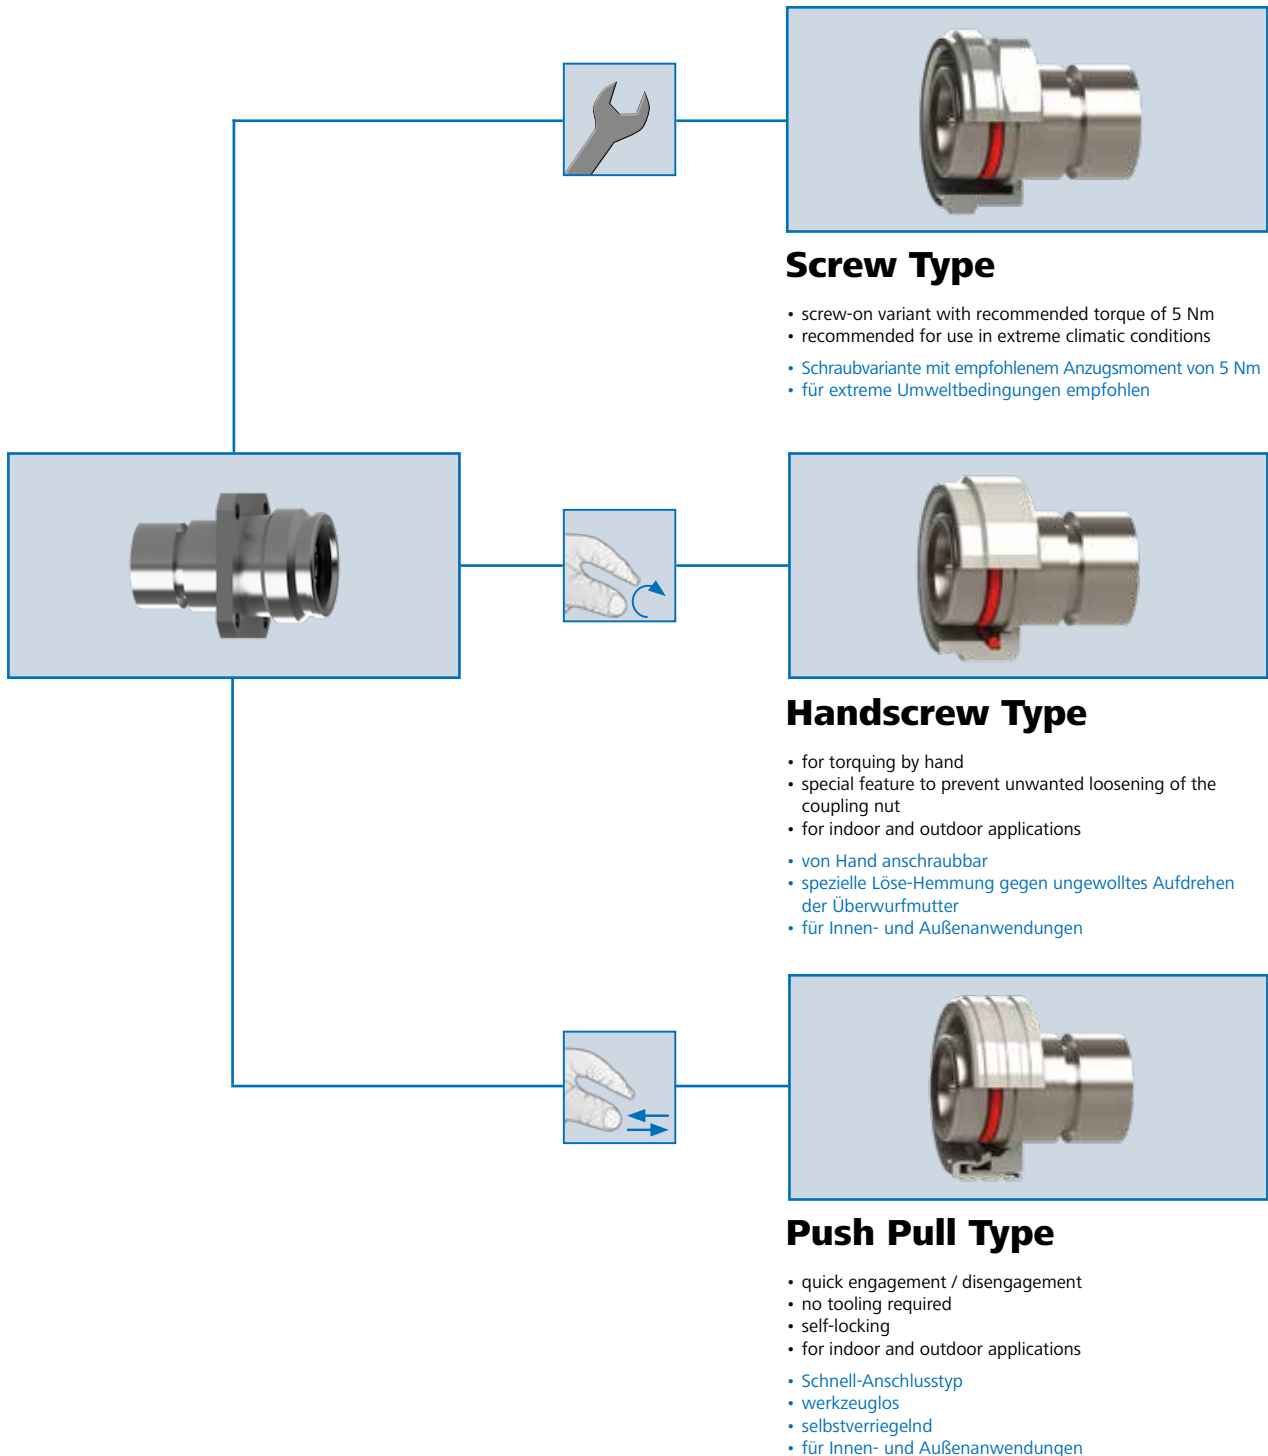 Screw Type
• screw-on variant with recommended torque of 5 Nm
• recommended for use in extreme climatic conditions
• Schraubvariante mit empfohlenem Anzugsmoment von 5 Nm
• für extreme Umweltbedingungen empfohlen
Handscrew Type
• for torquing by hand
• special feature to prevent unwanted loosening of the
coupling nut
• for indoor and outdoor applications
• von Hand anschraubbar
• spezielle Löse-Hemmung gegen ungewolltes Aufdrehen
der Überwurfmutter
• für Innen- und Außenanwendungen
Push Pull Type
• quick engagement / disengagement
• no tooling required
• self-locking
• for indoor and outdoor applications
• Schnell-Anschlusstyp
• werkzeuglos
• selbstverriegelnd
• für Innen- und Außenanwendungen